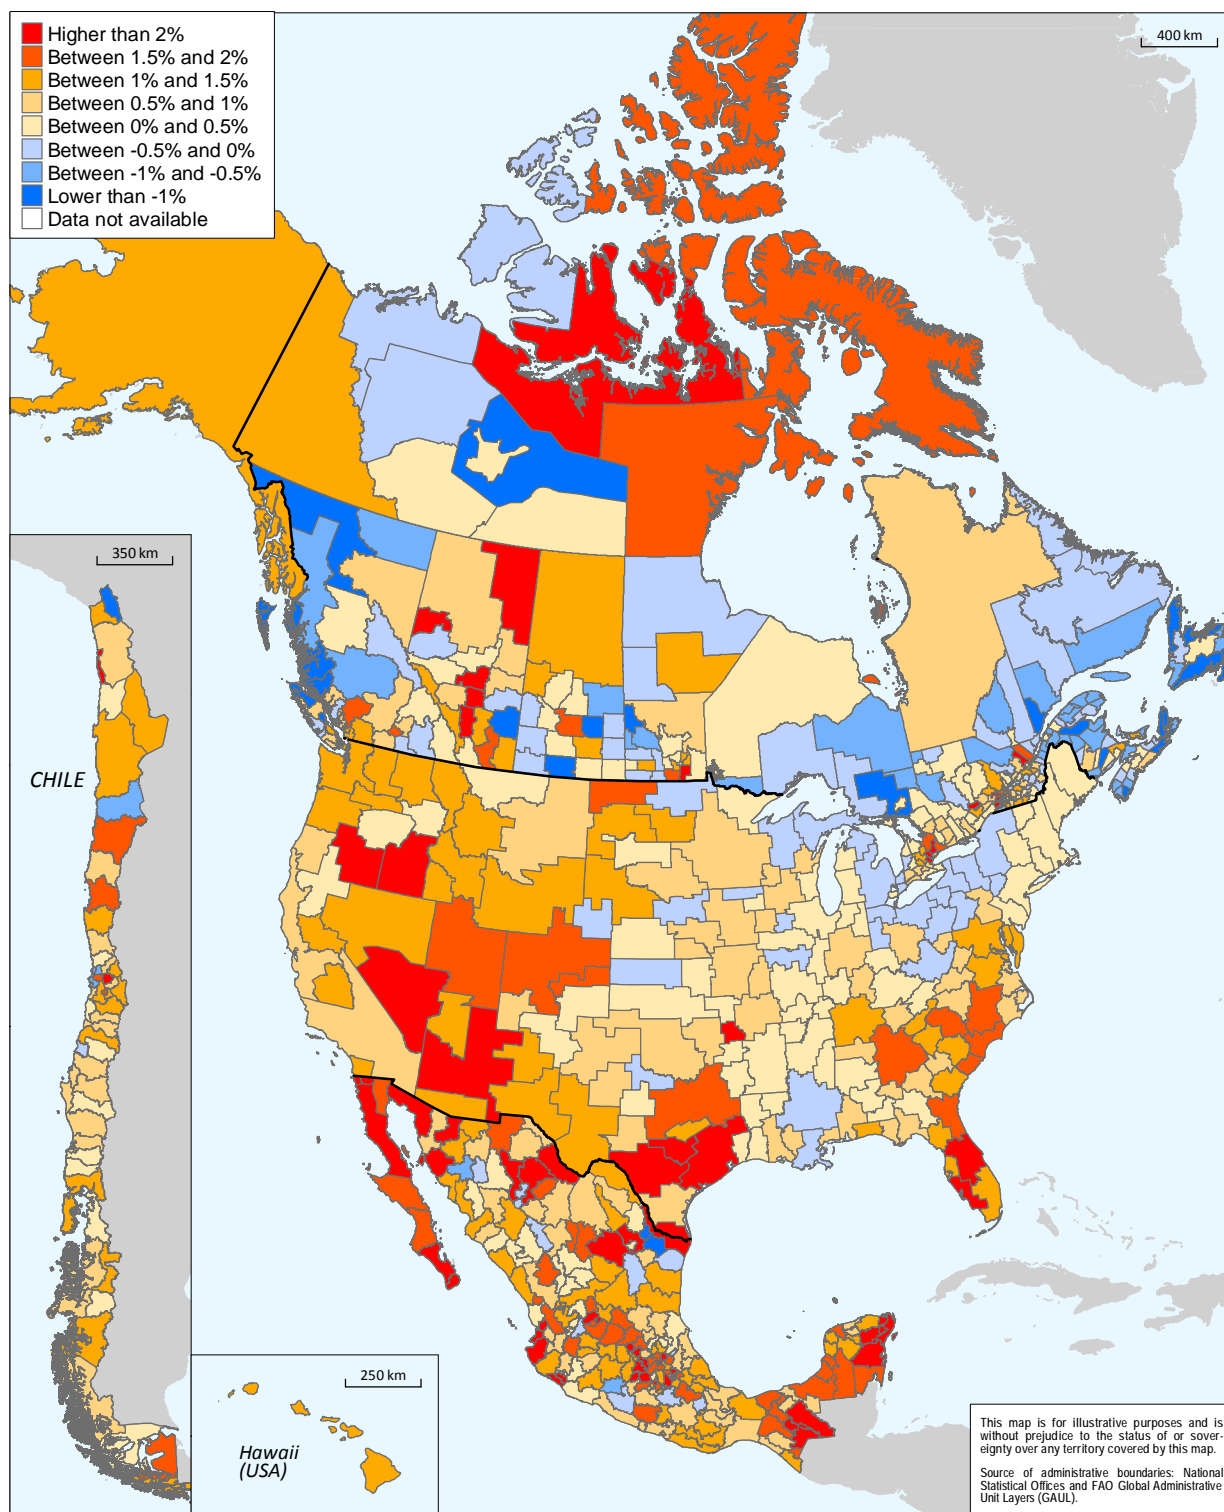 Higher than 2%
Between 1.5% and 2%
Between 1% and 1.5%
Between 0.5% and 1%
Between 0% and 0.5%
Between -0.5% and 0%
Between -1% and -0.5%
Lower than -1%
Data not available
400 km
350 km
CHILE
250 km
Hawaii
(USA)
This map is for illustrative purposes and is
without prejudice to the status of or sover-
eignty over any territory covered by this map.
Source of administrative boundaries: National
Statistical Offices and FAO Global Administrative
Unit Layers (GAUL).